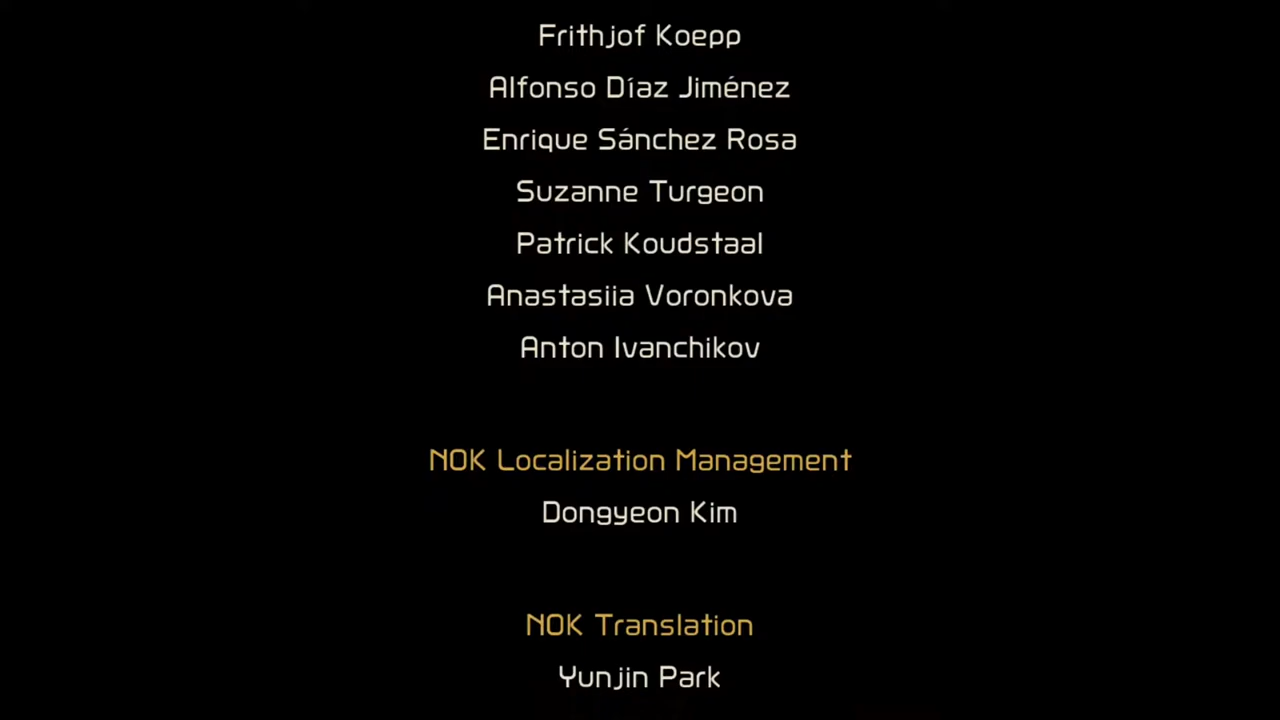 Frithjof Koepp
Alfonso Díaz Jiménez
Enrique Sánchez Rosa
Suzanne Turgeon
Patrick Koudstaal
Anastasiia Voronkova
Anton Ivanchikov
NOK Localization Management
Dongyeon Kim
NOK Translation
Yunjin Park